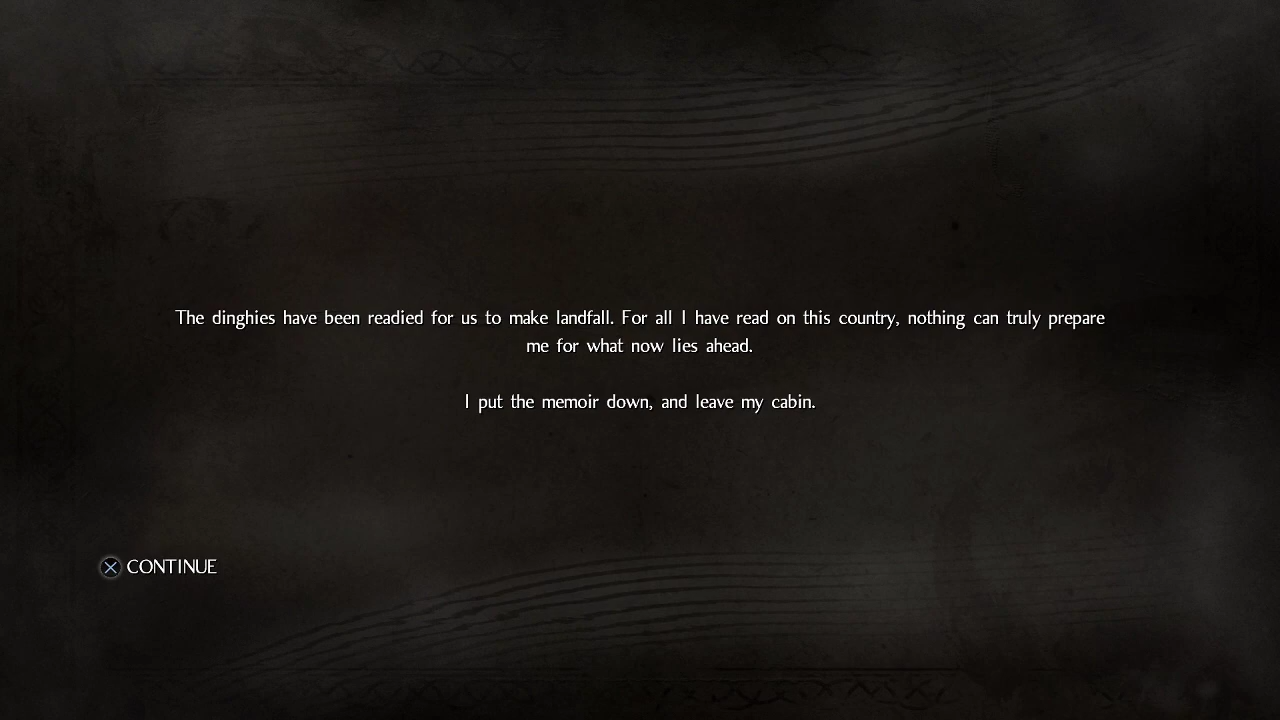 The dinghies have been readied for us to make landfall. For all I have read on this country, nothing can truly prepare
me for what now lies ahead.
I put the memoir down, and leave my cabin.
CONTINUE